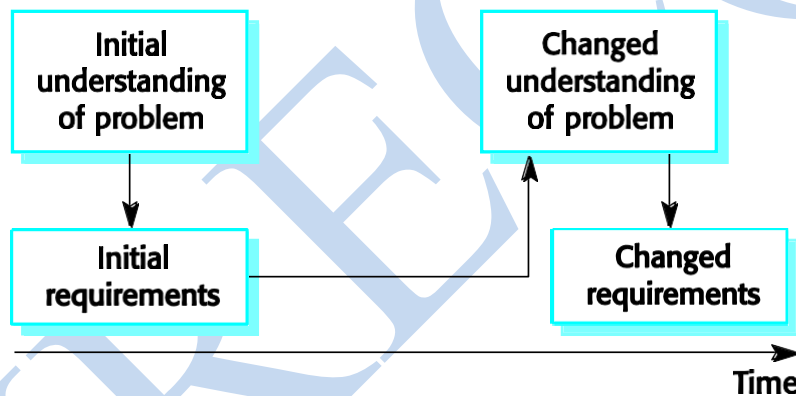 Initial
understanding
of problem
Changed
understanding
of problem
Initial
requirements
Changed
requirements
Time